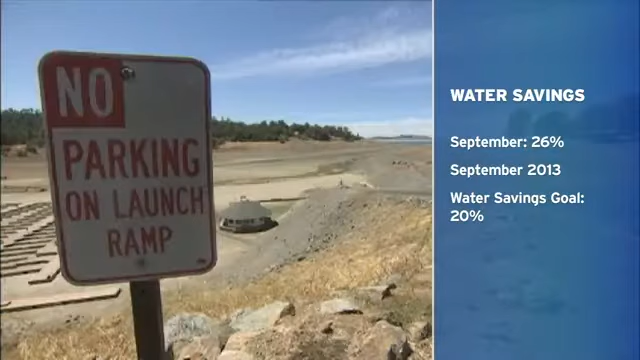 NO
PARKING
ON LAUNCH
RAMP
WATER SAVINGS
September: 26%
September 2013
Water Savings Goal:
20%